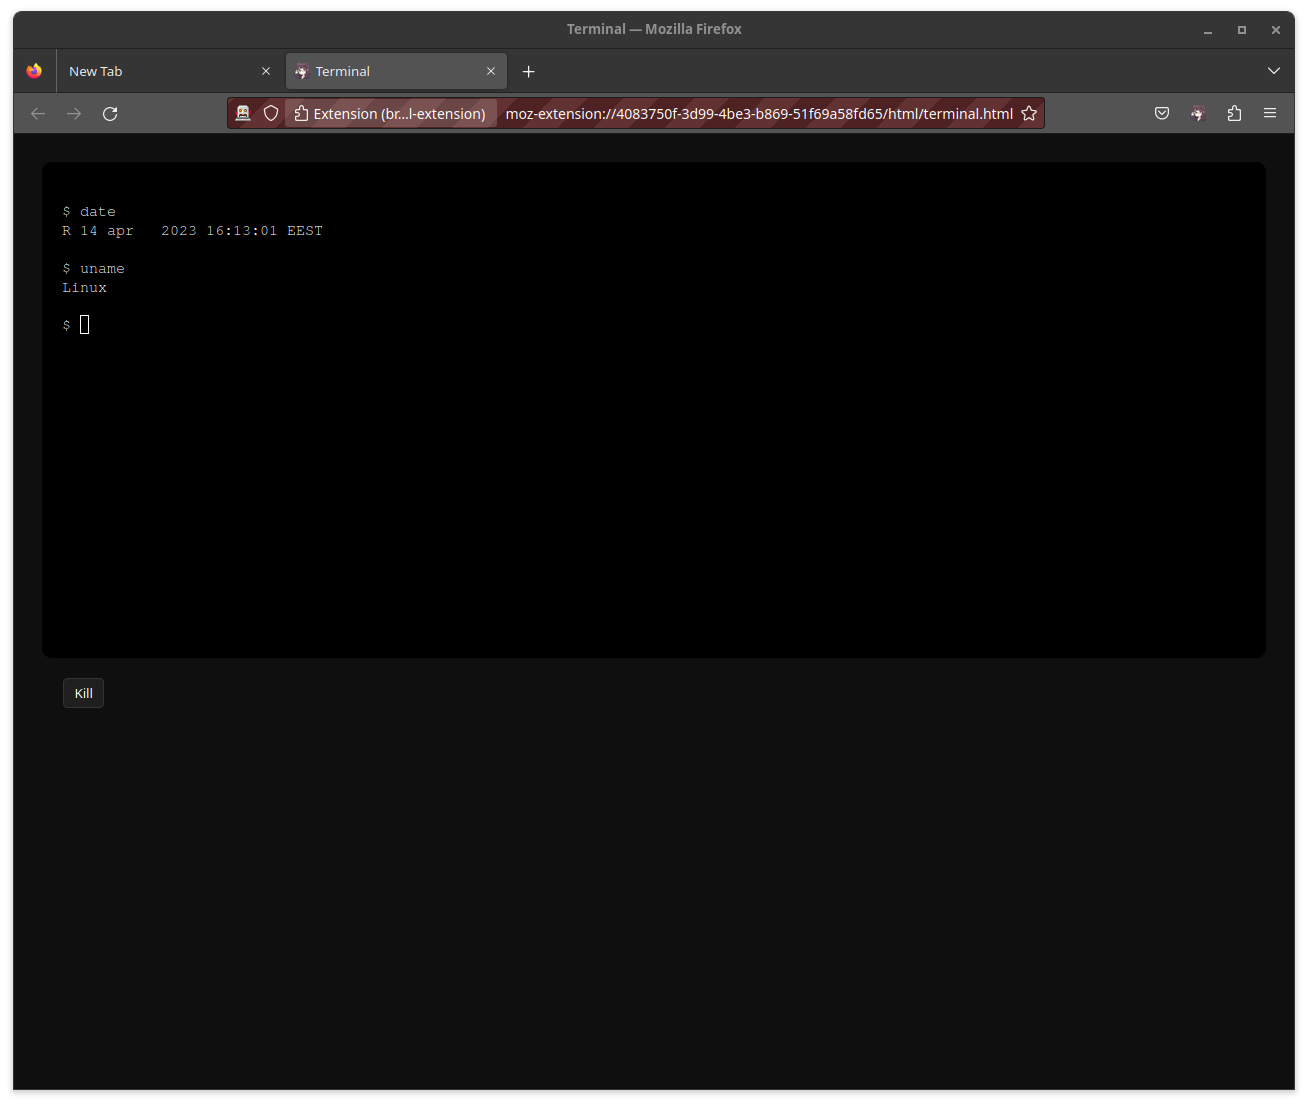 Terminal — Mozilla Firefox
New Tab
Terminal
Extension (br...l-extension)
moz-extension://4083750f-3d99-4be3-b869-51f69a58fd65/html/terminal.html
$ date
R 14 apr   2023 16:13:01 EEST
$ uname
Linux
$
Kill